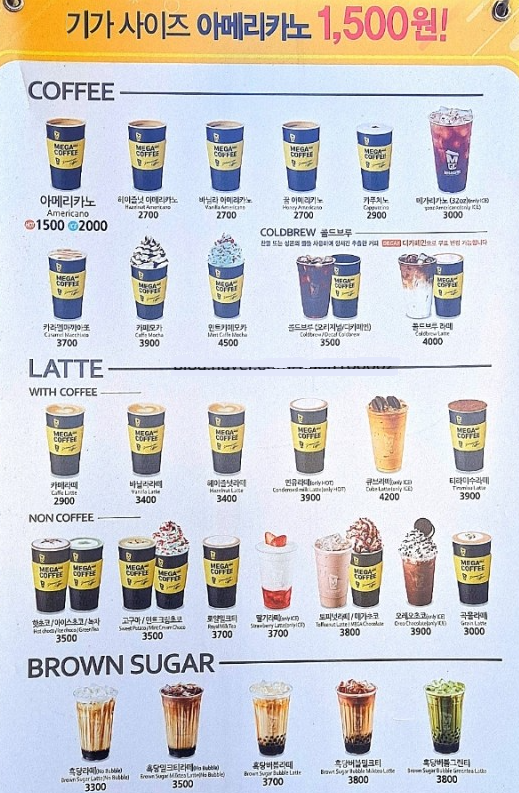 기가 사이즈 아메리카노 1,500원!
COFFEE
아메리카노
Americano
HOT 1500 ICE 2000
헤이즐넛 아메리카노
Hazelnut Americano
2700
바닐라 아메리카노
Vanilla Americano
2700
꿀 아메리카노
Honey Americano
2700
카푸치노
Cappuccino
2900
메가리카노 (32oz)(only ICE)
3000
카라멜마끼아또
Caramel Macchiato
3700
카페모카
Caffe Mocha
3900
민트카페모카
Mint Caffe Mocha
4500
COLDBREW 콜드브루
콜드브루 (오리지널/디카페인)
Coldbrew/Decaf Coldbrew
3500
콜드브루 라떼
Coldbrew Latte
4000
LATTE
WITH COFFEE
카페라떼
Caffe Latte
2900
바닐라라떼
Vanilla Latte
3400
헤이즐넛라떼
Hazelnut Latte
3400
연유라떼(only HOT)
Condensed milk Latte(only HOT)
3900
큐브라떼(only ICE)
Cube Latte(only ICE)
4200
티라미수라떼
Tiramisu Latte
3900
NON COFFEE
핫초코/아이스초코/녹차
Hot choco/Ice choco/Green Tea
3500
고구마 / 민트크림초코
Sweet Potato/Mint Cream Choco
3500
로얄밀크티
Royal Milk Tea
3700
딸기라떼(only ICE)
Strawberry Latte(only ICE)
3700
토피넛라떼 / 메가초코
Toffeenut Latte / MEGA Chocolate
3800
오레오초코(only ICE)
Oreo Chocolate(only ICE)
3900
곡물라떼
Grain Latte
3000
BROWN SUGAR
흑당라떼(No Bubble)
Brown Sugar Latte(No Bubble)
3300
흑당밀크티라떼(No Bubble)
Brown Sugar Milktea Latte(No Bubble)
3500
흑당버블라떼
Brown Sugar Bubble Latte
3700
흑당버블밀크티
Brown Sugar Bubble Milktea Latte
3800
흑당버블그린티
Brown Sugar Bubble Greentea Latte
3800